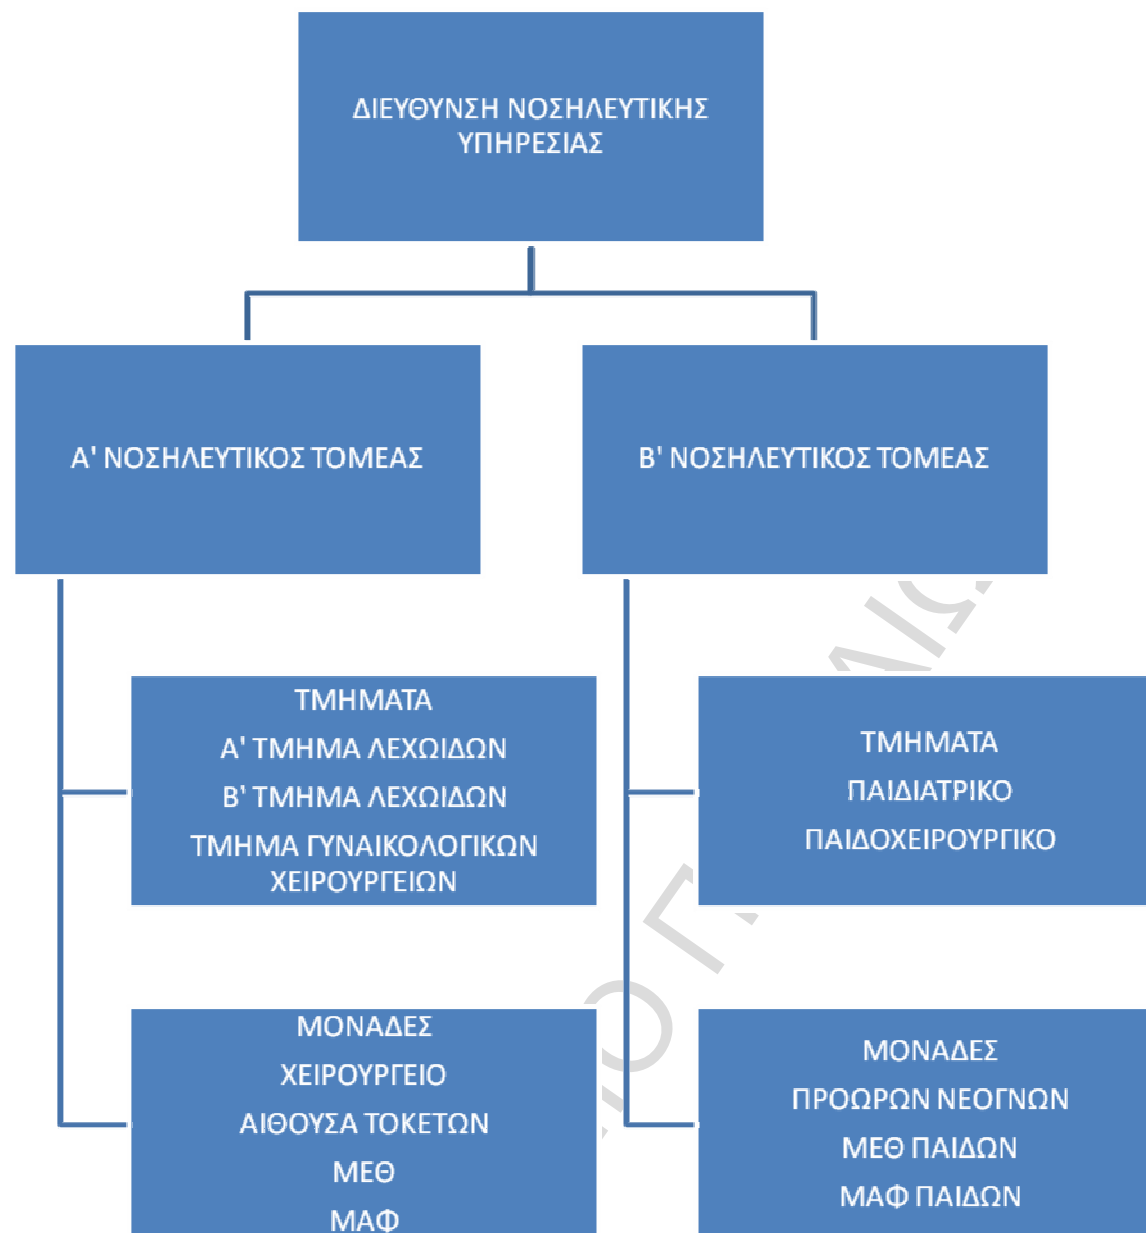 ΔΙΕΥΘΥΝΣΗ ΝΟΣΗΛΕΥΤΙΚΗΣ
ΥΠΗΡΕΣΙΑΣ
Α' ΝΟΣΗΛΕΥΤΙΚΟΣ ΤΟΜΕΑΣ
Β' ΝΟΣΗΛΕΥΤΙΚΟΣ ΤΟΜΕΑΣ
ΤΜΗΜΑΤΑ
Α' ΤΜΗΜΑ ΛΕΧΩΙΔΩΝ
Β' ΤΜΗΜΑ ΛΕΧΩΙΔΩΝ
ΤΜΗΜΑ ΓΥΝΑΙΚΟΛΟΓΙΚΩΝ
ΧΕΙΡΟΥΡΓΕΙΩΝ
ΤΜΗΜΑΤΑ
ΠΑΙΔΙΑΤΡΙΚΟ
ΠΑΙΔΟΧΕΙΡΟΥΡΓΙΚΟ
ΜΟΝΑΔΕΣ
ΧΕΙΡΟΥΡΓΕΙΟ
ΑΙΘΟΥΣΑ ΤΟΚΕΤΩΝ
ΜΕΘ
ΜΑΦ
ΜΟΝΑΔΕΣ
ΠΡΟΩΡΩΝ ΝΕΟΓΝΩΝ
ΜΕΘ ΠΑΙΔΩΝ
ΜΑΦ ΠΑΙΔΩΝ